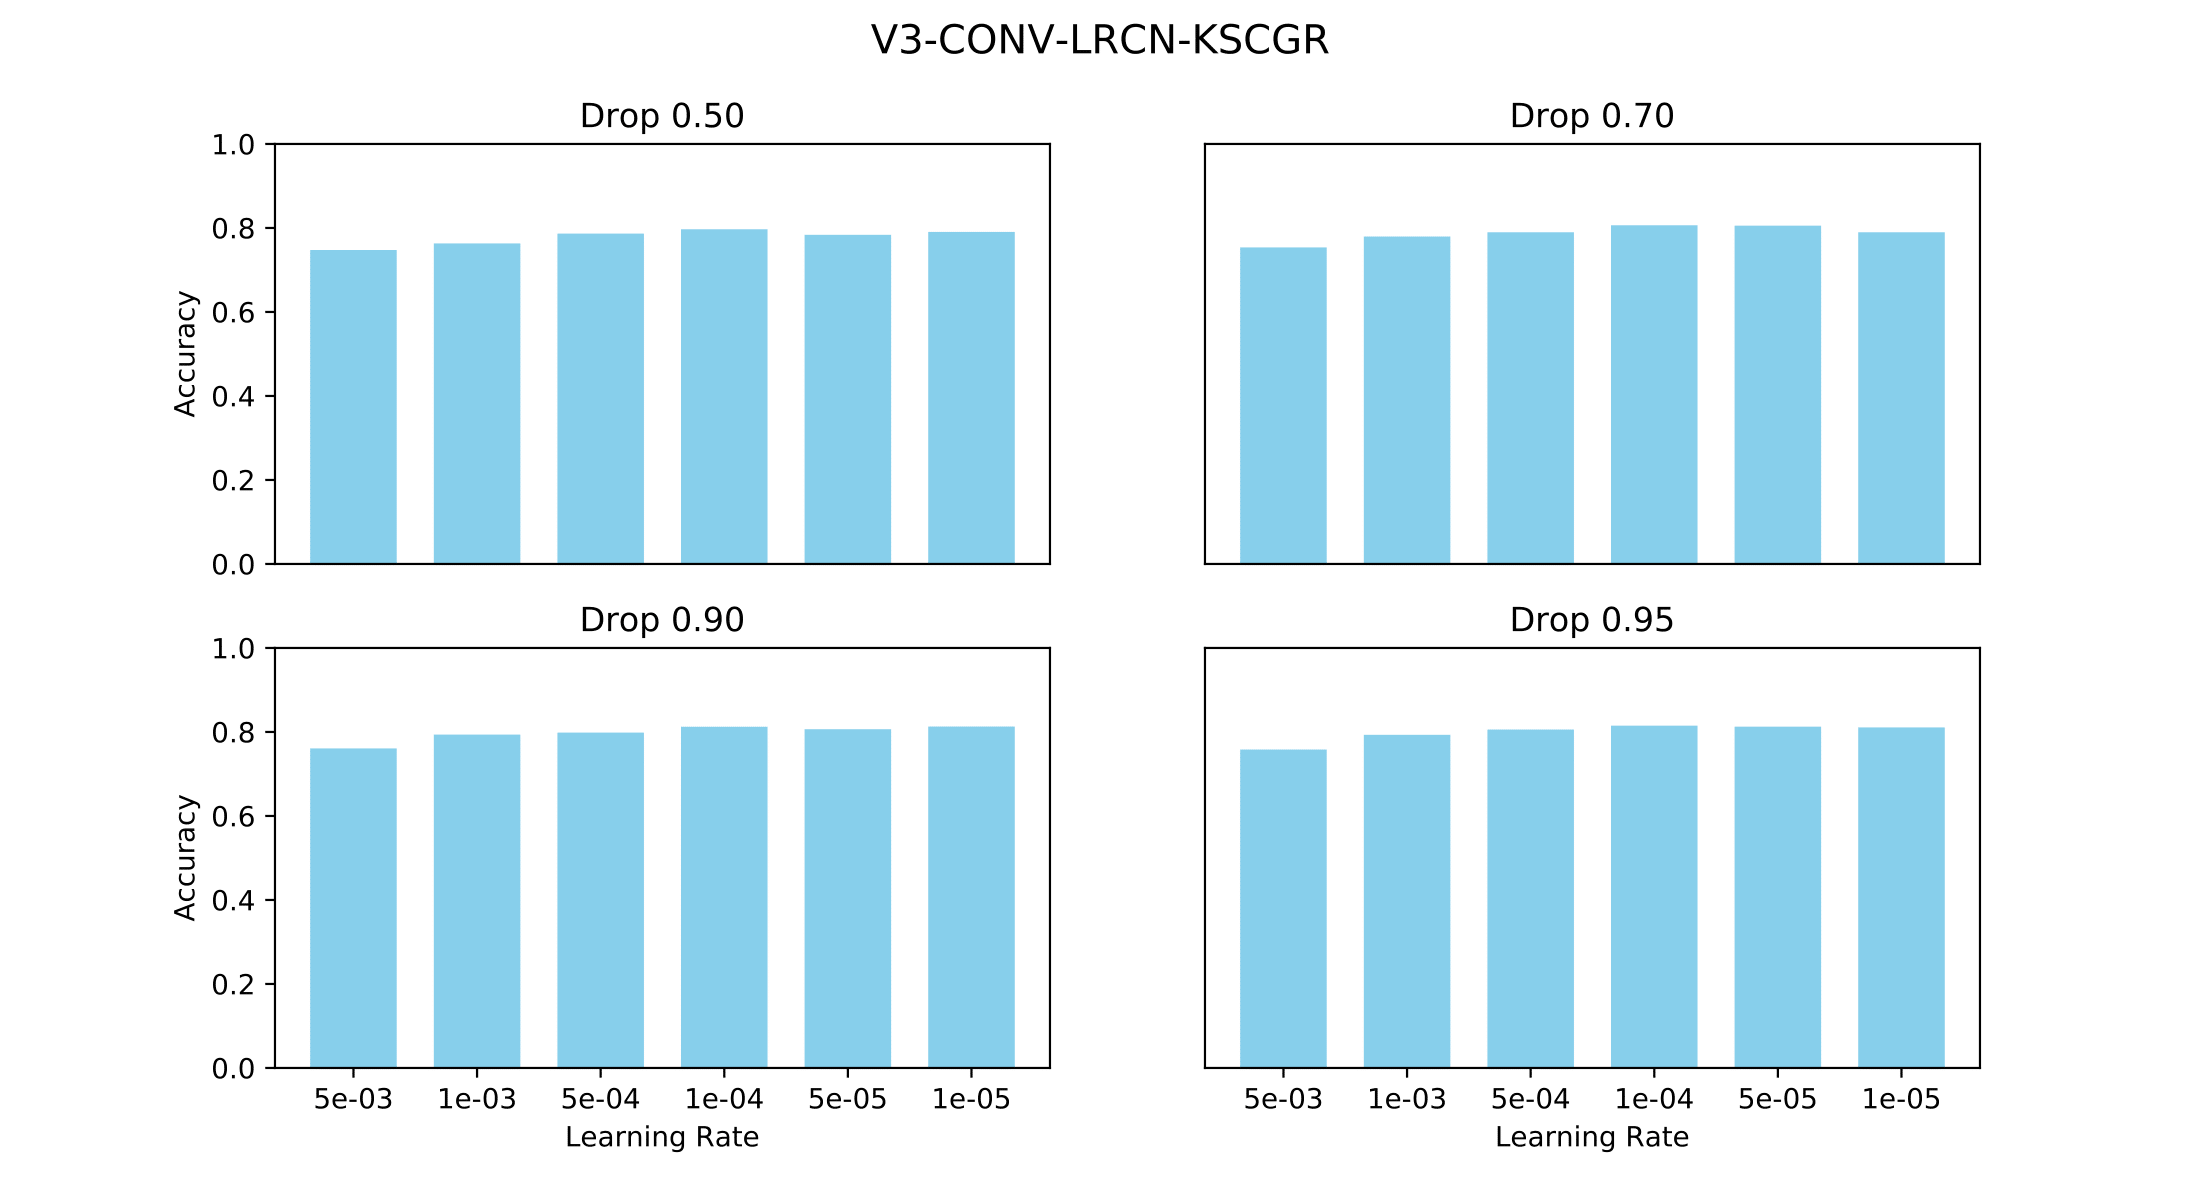 V3-CONV-LRCN-KSCGR
Drop 0.50
Drop 0.70
1.0
0.8
0.6
0.4
0.2
0.0
Accuracy
Drop 0.90
Drop 0.95
1.0
0.8
0.6
0.4
0.2
0.0
Accuracy
5e-03 1e-03 5e-04 1e-04 5e-05 1e-05
Learning Rate
5e-03 1e-03 5e-04 1e-04 5e-05 1e-05
Learning Rate